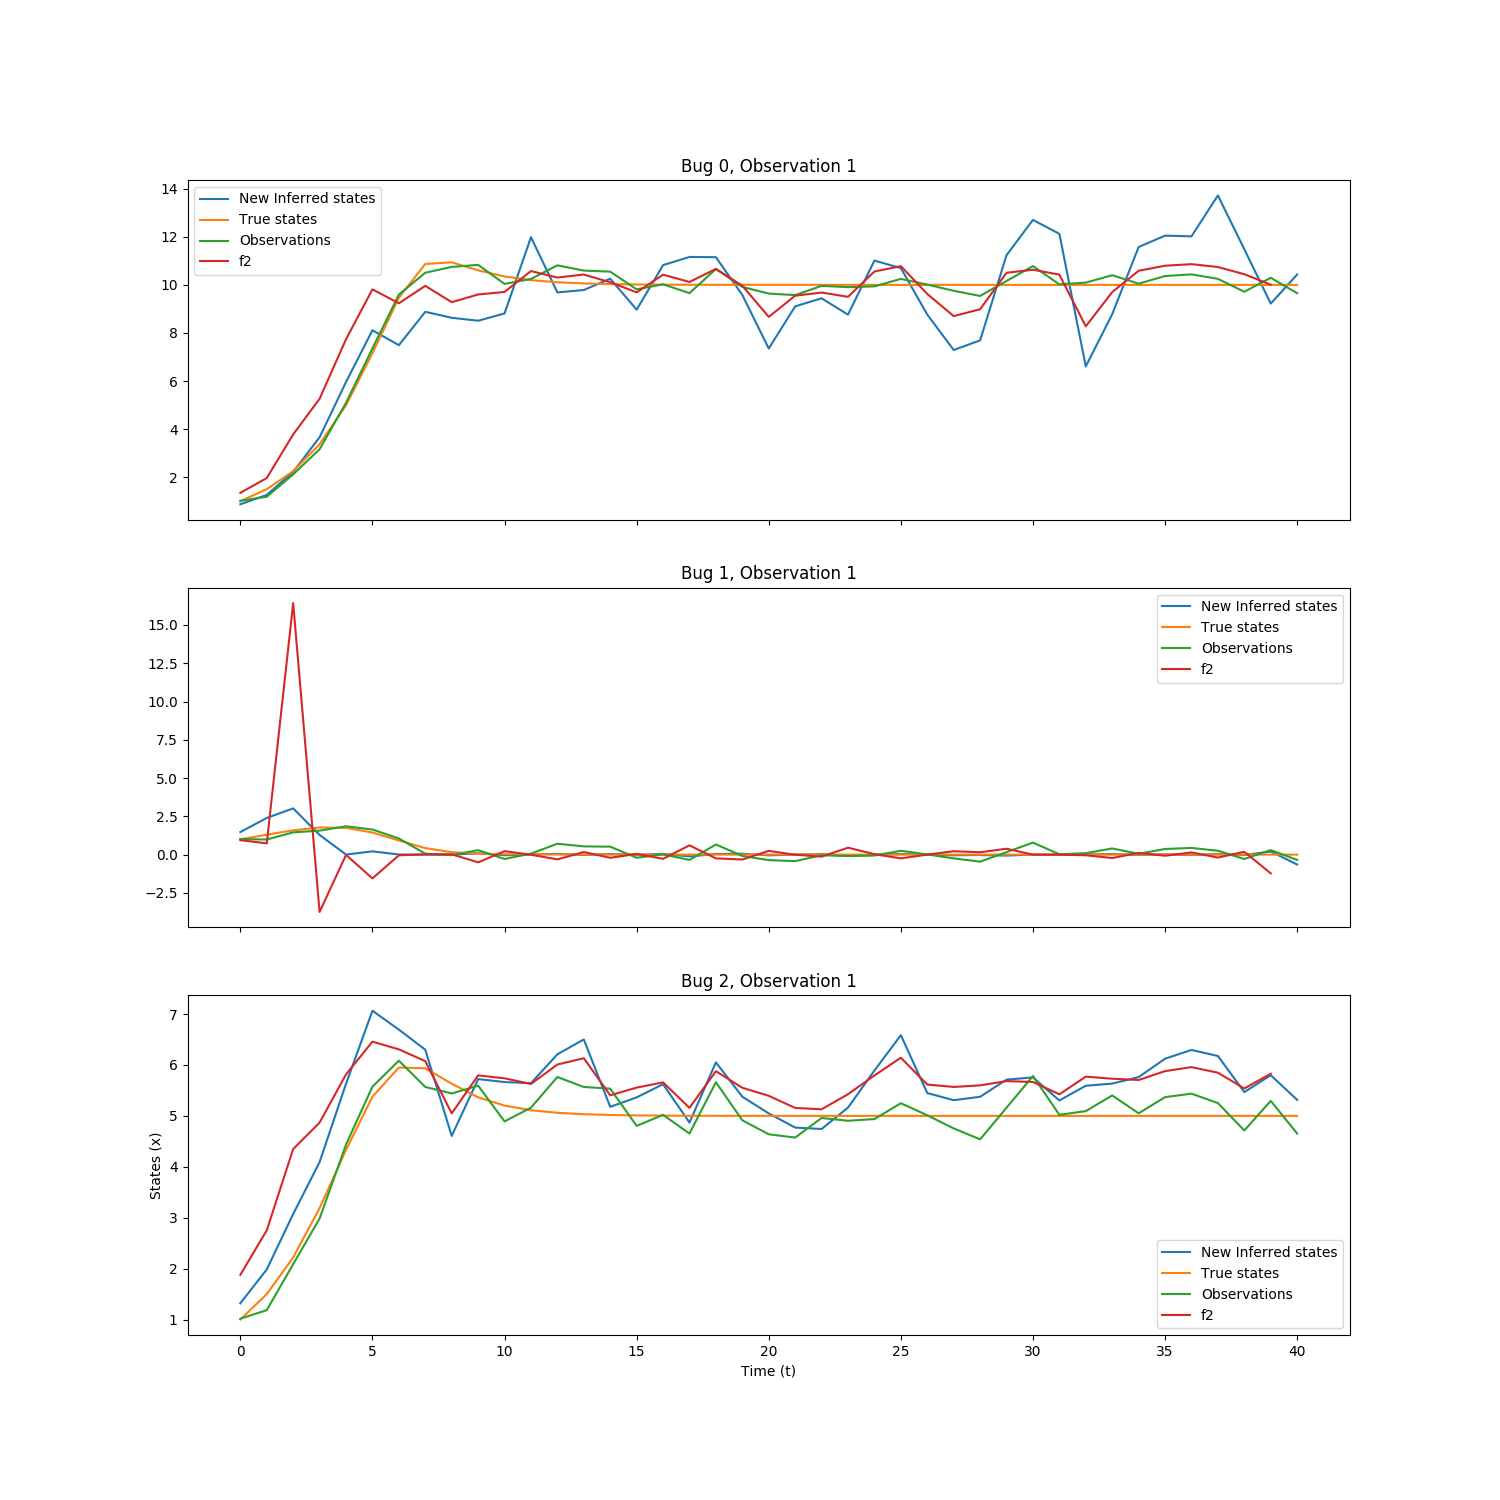 Bug 0, Observation 1
14
12
10
8
6
4
2
New Inferred states
True states
Observations
f2
Bug 1, Observation 1
15.0
12.5
10.0
7.5
5.0
2.5
0.0
−2.5
New Inferred states
True states
Observations
f2
Bug 2, Observation 1
States (x)
7
6
5
4
3
2
1
New Inferred states
True states
Observations
f2
0 5 10 15 20 25 30 35 40
Time (t)